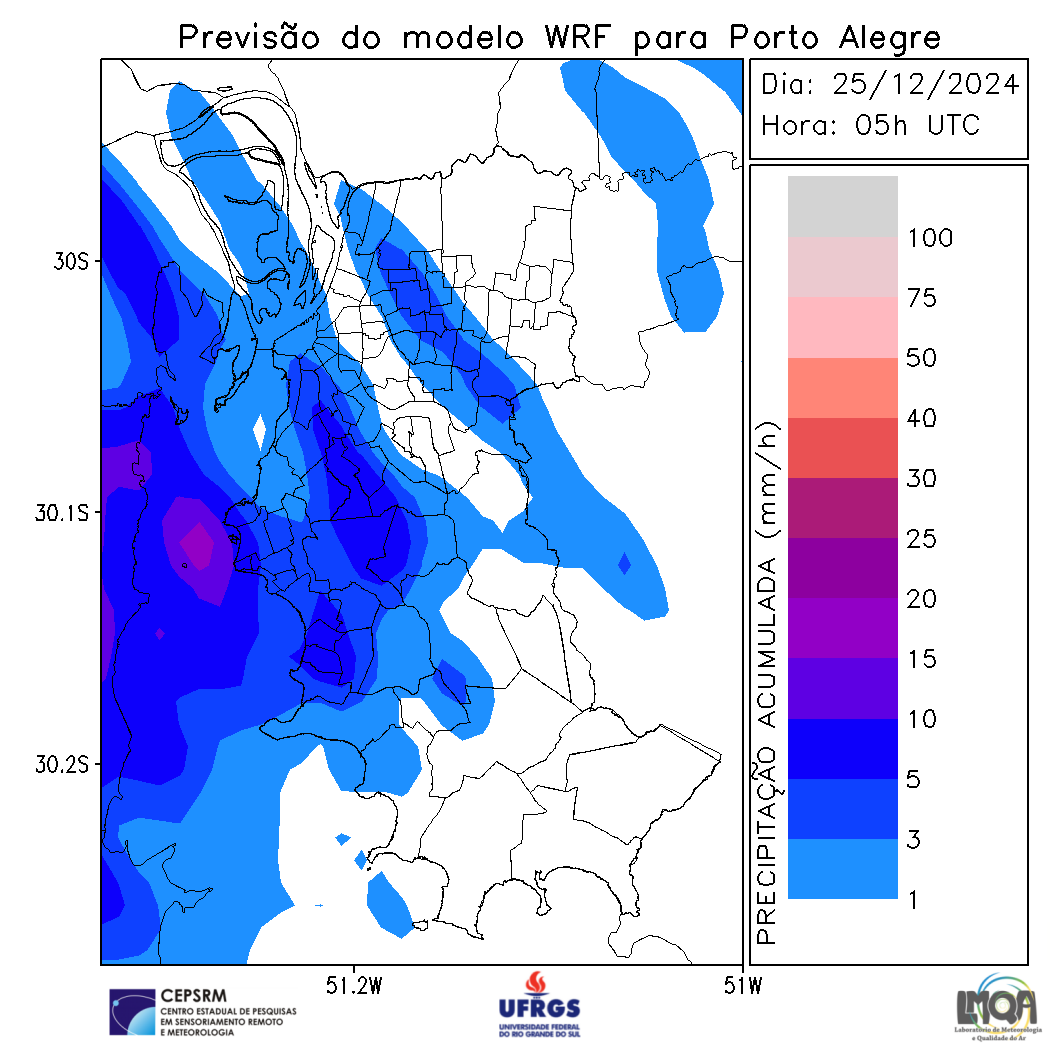 Previsão do modelo WRF para Porto Alegre
Dia: 25/12/2024
Hora: 05h UTC
30S
30.1S
30.2S
51.2W
51W
PRECIPITAÇÃO ACUMULADA (mm/h)
100
75
50
40
30
25
20
15
10
5
3
1
CEPSRM
CENTRO ESTADUAL DE PESQUISAS
EM SENSORIAMENTO REMOTO
E METEOROLOGIA
UFRGS
UNIVERSIDADE FEDERAL
DO RIO GRANDE DO SUL
LMQA
Laboratório de Meteorologia
e Qualidade do Ar